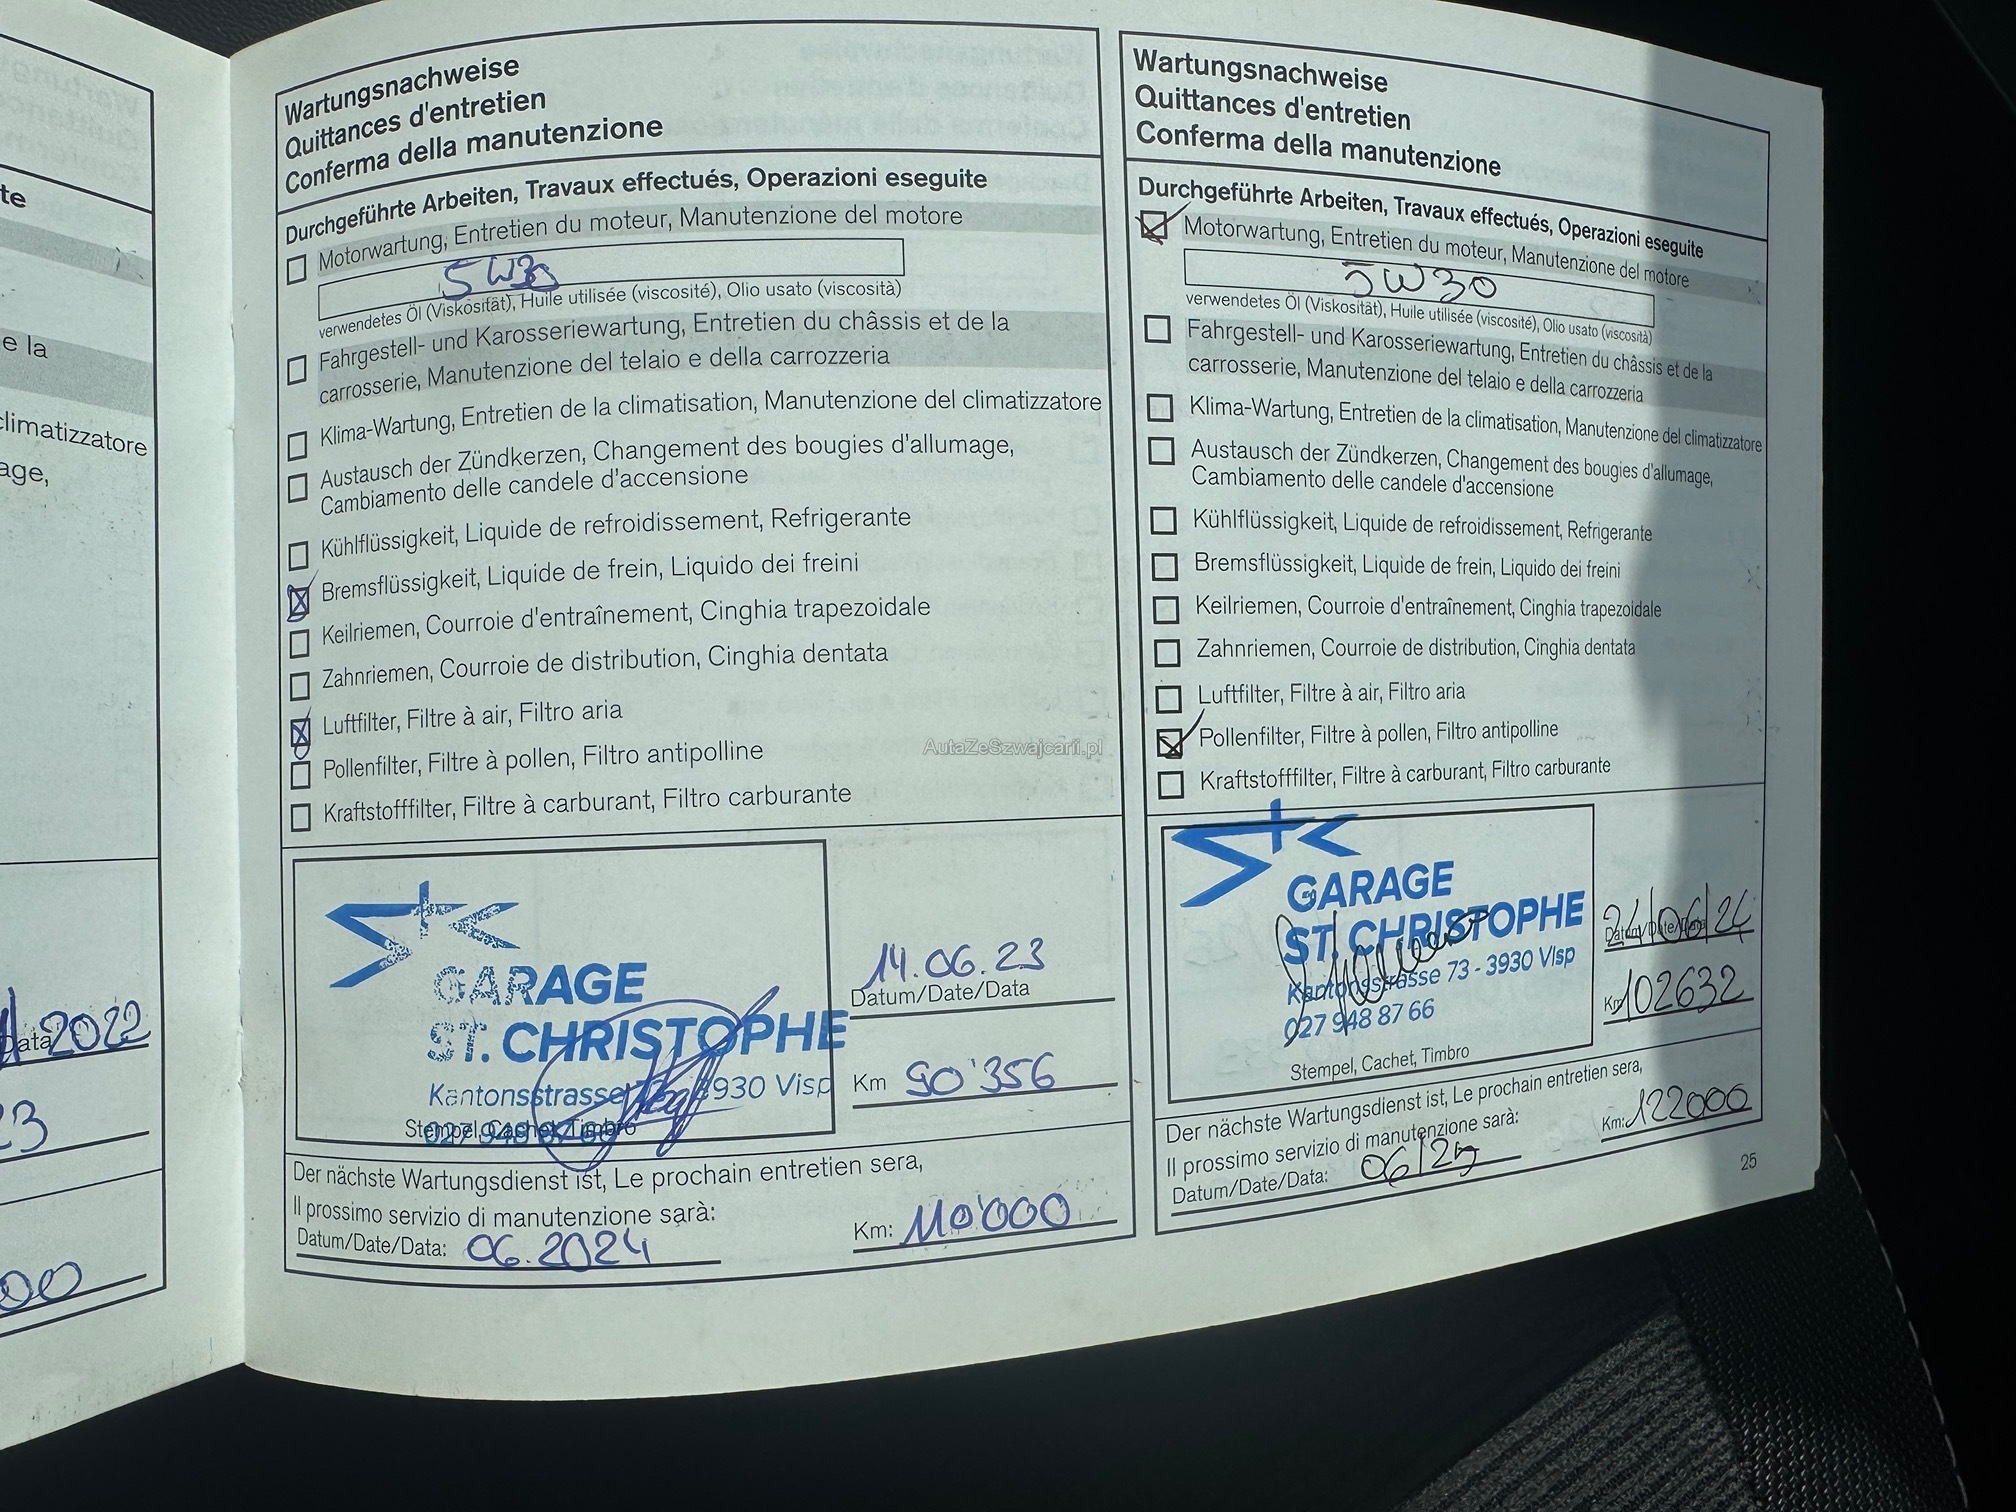 te
e la
climatizzatore
age,
Data 2022
23
00
Wartungsnachweise
Quittances d'entretien
Conferma della manutenzione
Durchgeführte Arbeiten, Travaux effectués, Operazioni eseguite
Motorwartung, Entretien du moteur, Manutenzione del motore
5W30
verwendetes Öl (Viskosität), Huile utilisée (viscosité), Olio usato (viscosità)
Fahrgestell- und Karosseriewartung, Entretien du châssis et de la
carrosserie, Manutenzione del telaio e della carrozzeria
Klima-Wartung, Entretien de la climatisation, Manutenzione del climatizzatore
Austausch der Zündkerzen, Changement des bougies d'allumage,
Cambiamento delle candele d'accensione
Kühlflüssigkeit, Liquide de refroidissement, Refrigerante
Bremsflüssigkeit, Liquide de frein, Liquido dei freini
Keilriemen, Courroie d'entraînement, Cinghia trapezoidale
Zahnriemen, Courroie de distribution, Cinghia dentata
Luftfilter, Filtre à air, Filtro aria
Pollenfilter, Filtre à pollen, Filtro antipolline
Kraftstofffilter, Filtre à carburant, Filtro carburante
GARAGE
ST. CHRISTOPHE
Kantonsstrasse 3930 Visp
Stempel, Cachet, Timbro
14.06.23
Datum/Date/Data
Km 90'356
Der nächste Wartungsdienst ist, Le prochain entretien sera,
Il prossimo servizio di manutenzione sarà:
Datum/Date/Data: 06.2024
Km: 110'000
Wartungsnachweise
Quittances d'entretien
Conferma della manutenzione
Durchgeführte Arbeiten, Travaux effectués, Operazioni eseguite
Motorwartung, Entretien du moteur, Manutenzione del motore
5W30
verwendetes Öl (Viskosität), Huile utilisée (viscosité), Olio usato (viscosità)
Fahrgestell- und Karosseriewartung, Entretien du châssis et de la
carrosserie, Manutenzione del telaio e della carrozzeria
Klima-Wartung, Entretien de la climatisation, Manutenzione del climatizzatore
Austausch der Zündkerzen, Changement des bougies d'allumage,
Cambiamento delle candele d'accensione
Kühlflüssigkeit, Liquide de refroidissement, Refrigerante
Bremsflüssigkeit, Liquide de frein, Liquido dei freini
Keilriemen, Courroie d'entraînement, Cinghia trapezoidale
Zahnriemen, Courroie de distribution, Cinghia dentata
Luftfilter, Filtre à air, Filtro aria
Pollenfilter, Filtre à pollen, Filtro antipolline
Kraftstofffilter, Filtre à carburant, Filtro carburante
GARAGE
ST. CHRISTOPHE
Kantonsstrasse 73 - 3930 Visp
027 948 87 66
Stempel, Cachet, Timbro
24/06/24
Datum/Date/Data
Km 102632
Der nächste Wartungsdienst ist, Le prochain entretien sera,
Il prossimo servizio di manutenzione sarà:
Datum/Date/Data: 06/25
Km: 122000
25
AutaZeSzwajcarii.pl